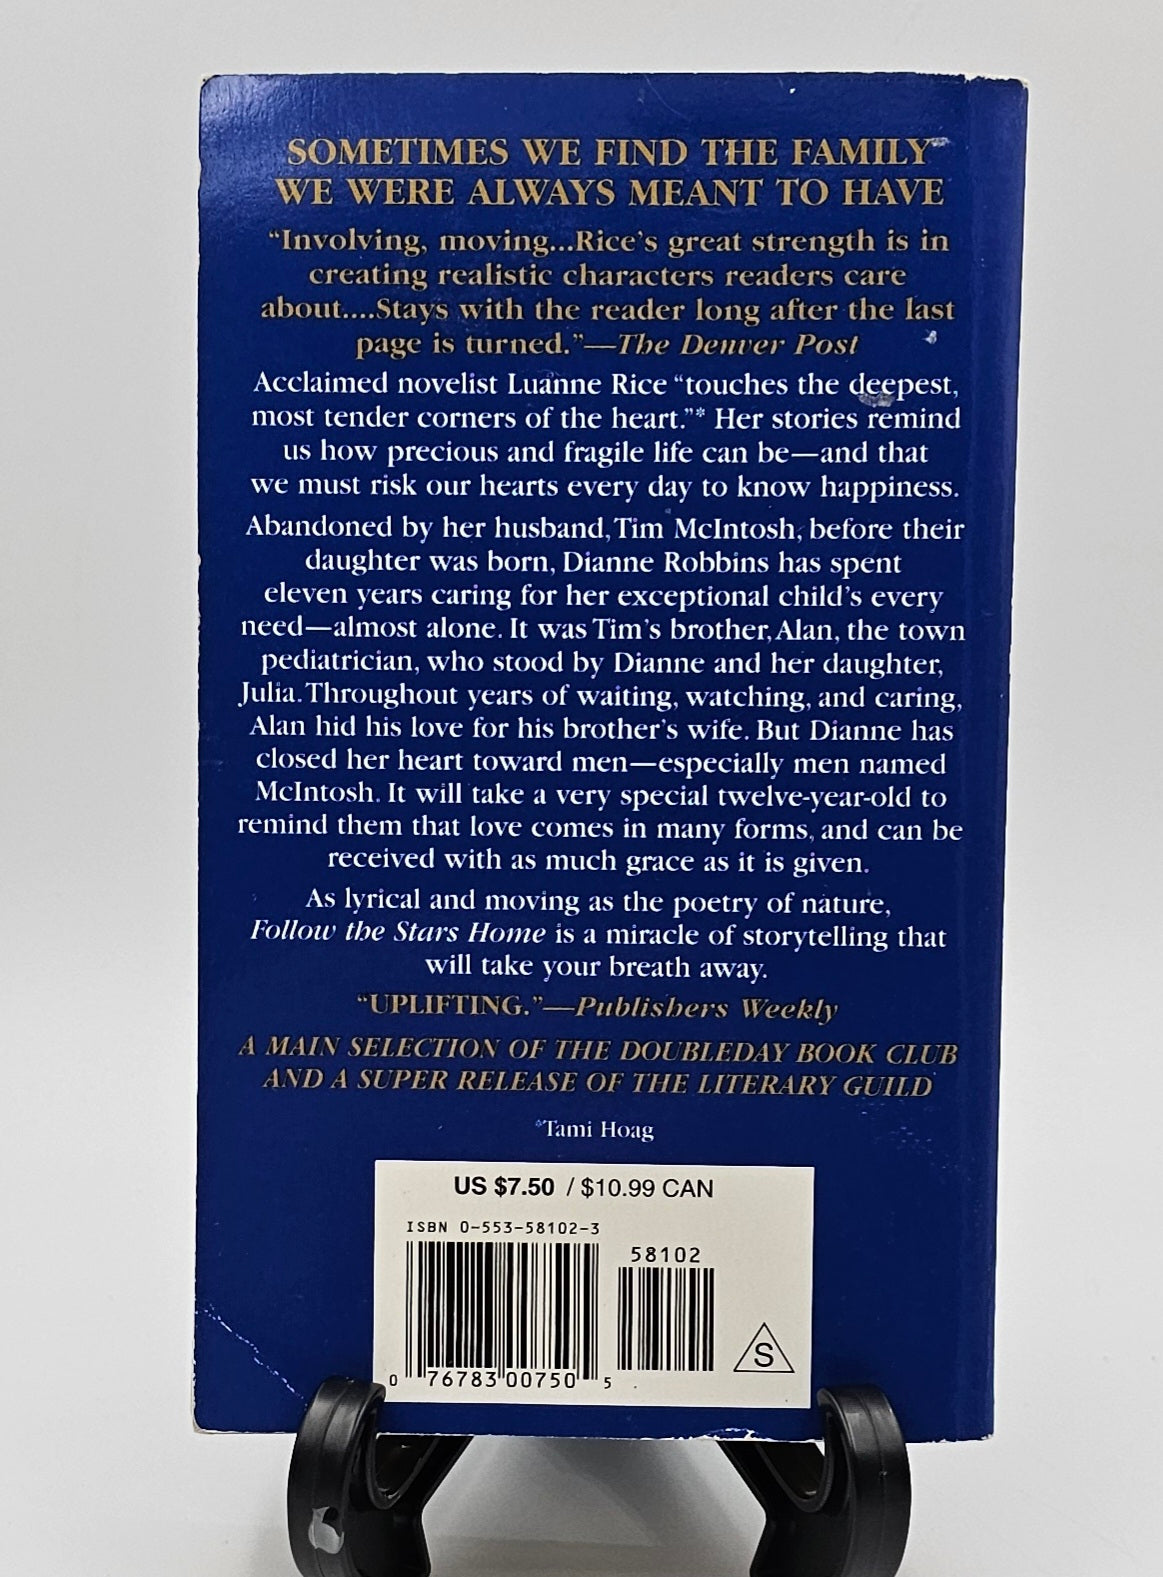 SOMETIMES WE FIND THE FAMILY
WE WERE ALWAYS MEANT TO HAVE
“Involving, moving...Rice’s great strength is in
creating realistic characters readers care
about....Stays with the reader long after the last
page is turned.”—The Denver Post
Acclaimed novelist Luanne Rice “touches the deepest,
most tender corners of the heart.”* Her stories remind
us how precious and fragile life can be—and that
we must risk our hearts every day to know happiness.
Abandoned by her husband, Tim McIntosh, before their
daughter was born, Dianne Robbins has spent
eleven years caring for her exceptional child’s every
need—almost alone. It was Tim’s brother, Alan, the town
pediatrician, who stood by Dianne and her daughter,
Julia. Throughout years of waiting, watching, and caring,
Alan hid his love for his brother’s wife. But Dianne has
closed her heart toward men—especially men named
McIntosh. It will take a very special twelve-year-old to
remind them that love comes in many forms, and can be
received with as much grace as it is given.
As lyrical and moving as the poetry of nature,
Follow the Stars Home is a miracle of storytelling that
will take your breath away.
“UPLIFTING.”—Publishers Weekly
A MAIN SELECTION OF THE DOUBLEDAY BOOK CLUB
AND A SUPER RELEASE OF THE LITERARY GUILD
*Tami Hoag
US $7.50 / $10.99 CAN
ISBN 0-553-58102-3
58102
S
0 76783 00750 5